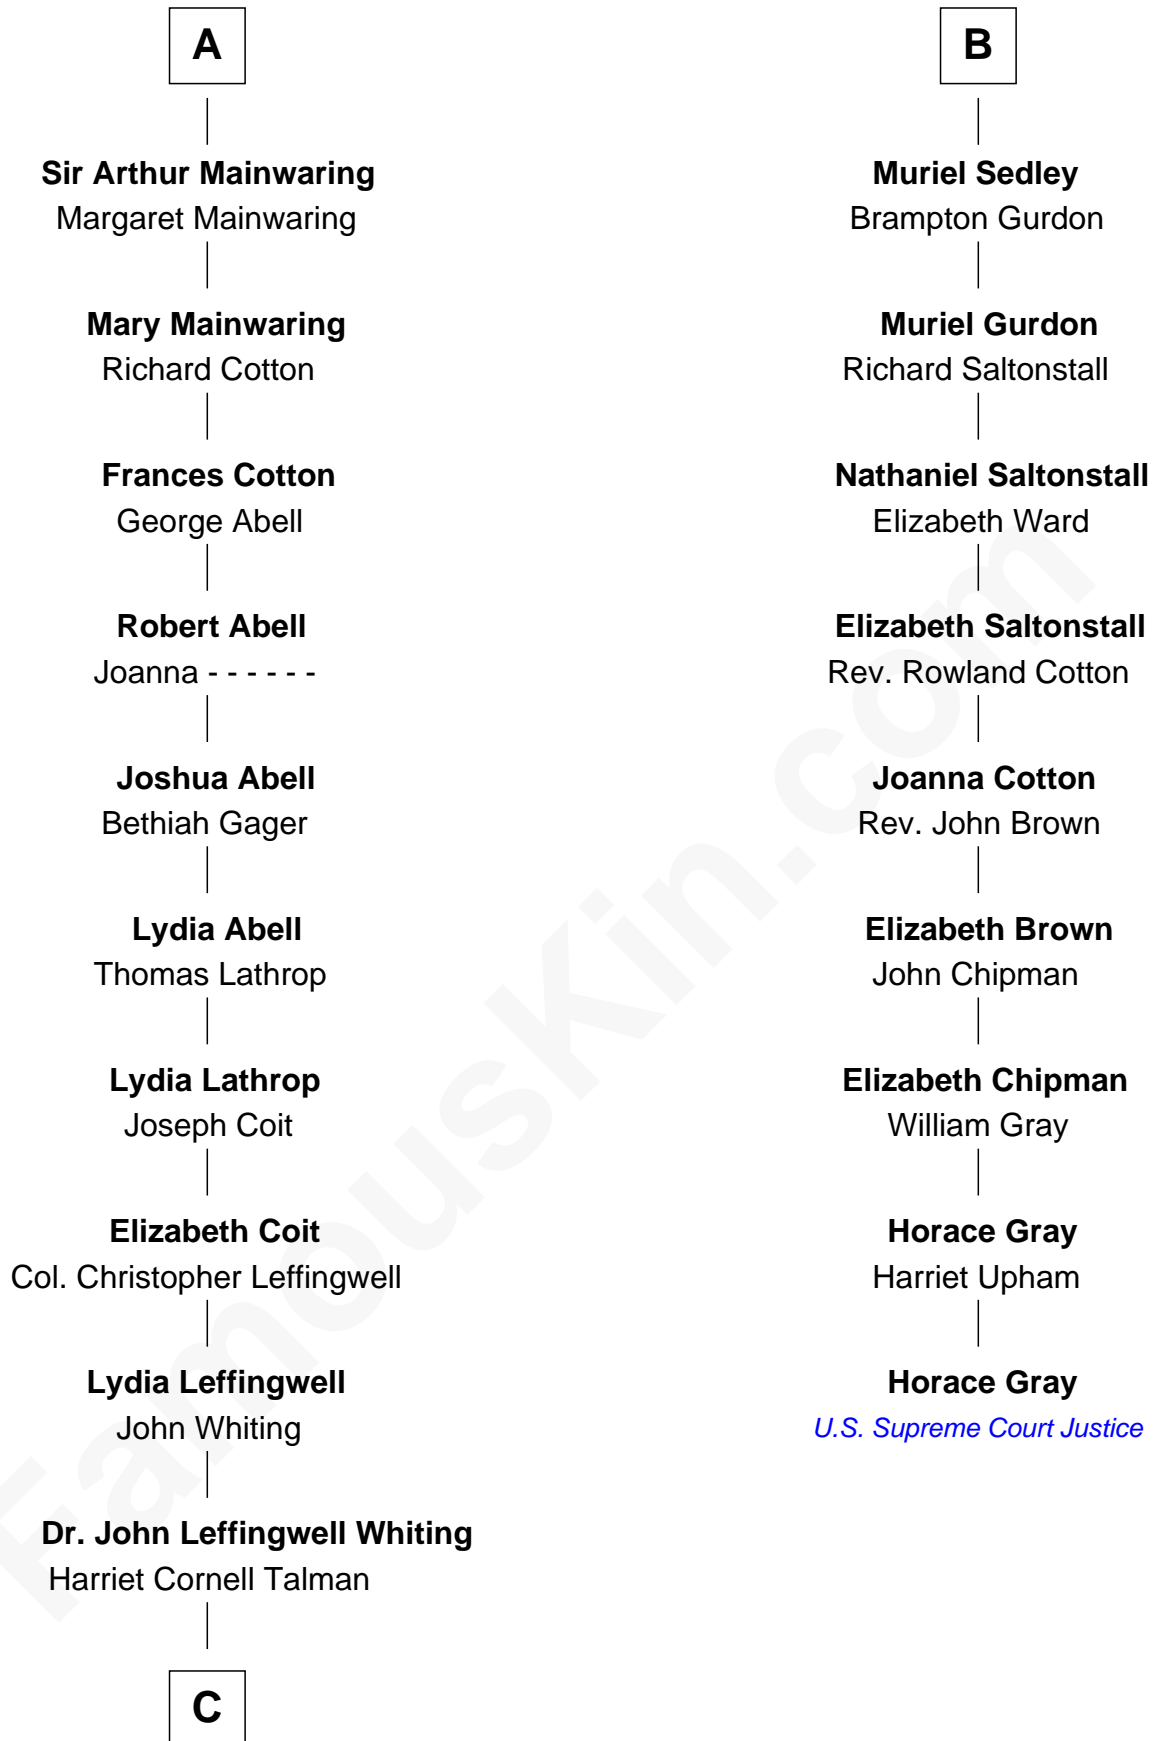 A
Sir Arthur Mainwaring
Margaret Mainwaring
Mary Mainwaring
Richard Cotton
Frances Cotton
George Abell
Robert Abell
Joanna - - - - - -
Joshua Abell
Bethiah Gager
Lydia Abell
Thomas Lathrop
Lydia Lathrop
Joseph Coit
Elizabeth Coit
Col. Christopher Leffingwell
Lydia Leffingwell
John Whiting
Dr. John Leffingwell Whiting
Harriet Cornell Talman
C
B
Muriel Sedley
Brampton Gurdon
Muriel Gurdon
Richard Saltonstall
Nathaniel Saltonstall
Elizabeth Ward
Elizabeth Saltonstall
Rev. Rowland Cotton
Joanna Cotton
Rev. John Brown
Elizabeth Brown
John Chipman
Elizabeth Chipman
William Gray
Horace Gray
Harriet Upham
Horace Gray
U.S. Supreme Court Justice
FamousKin.com